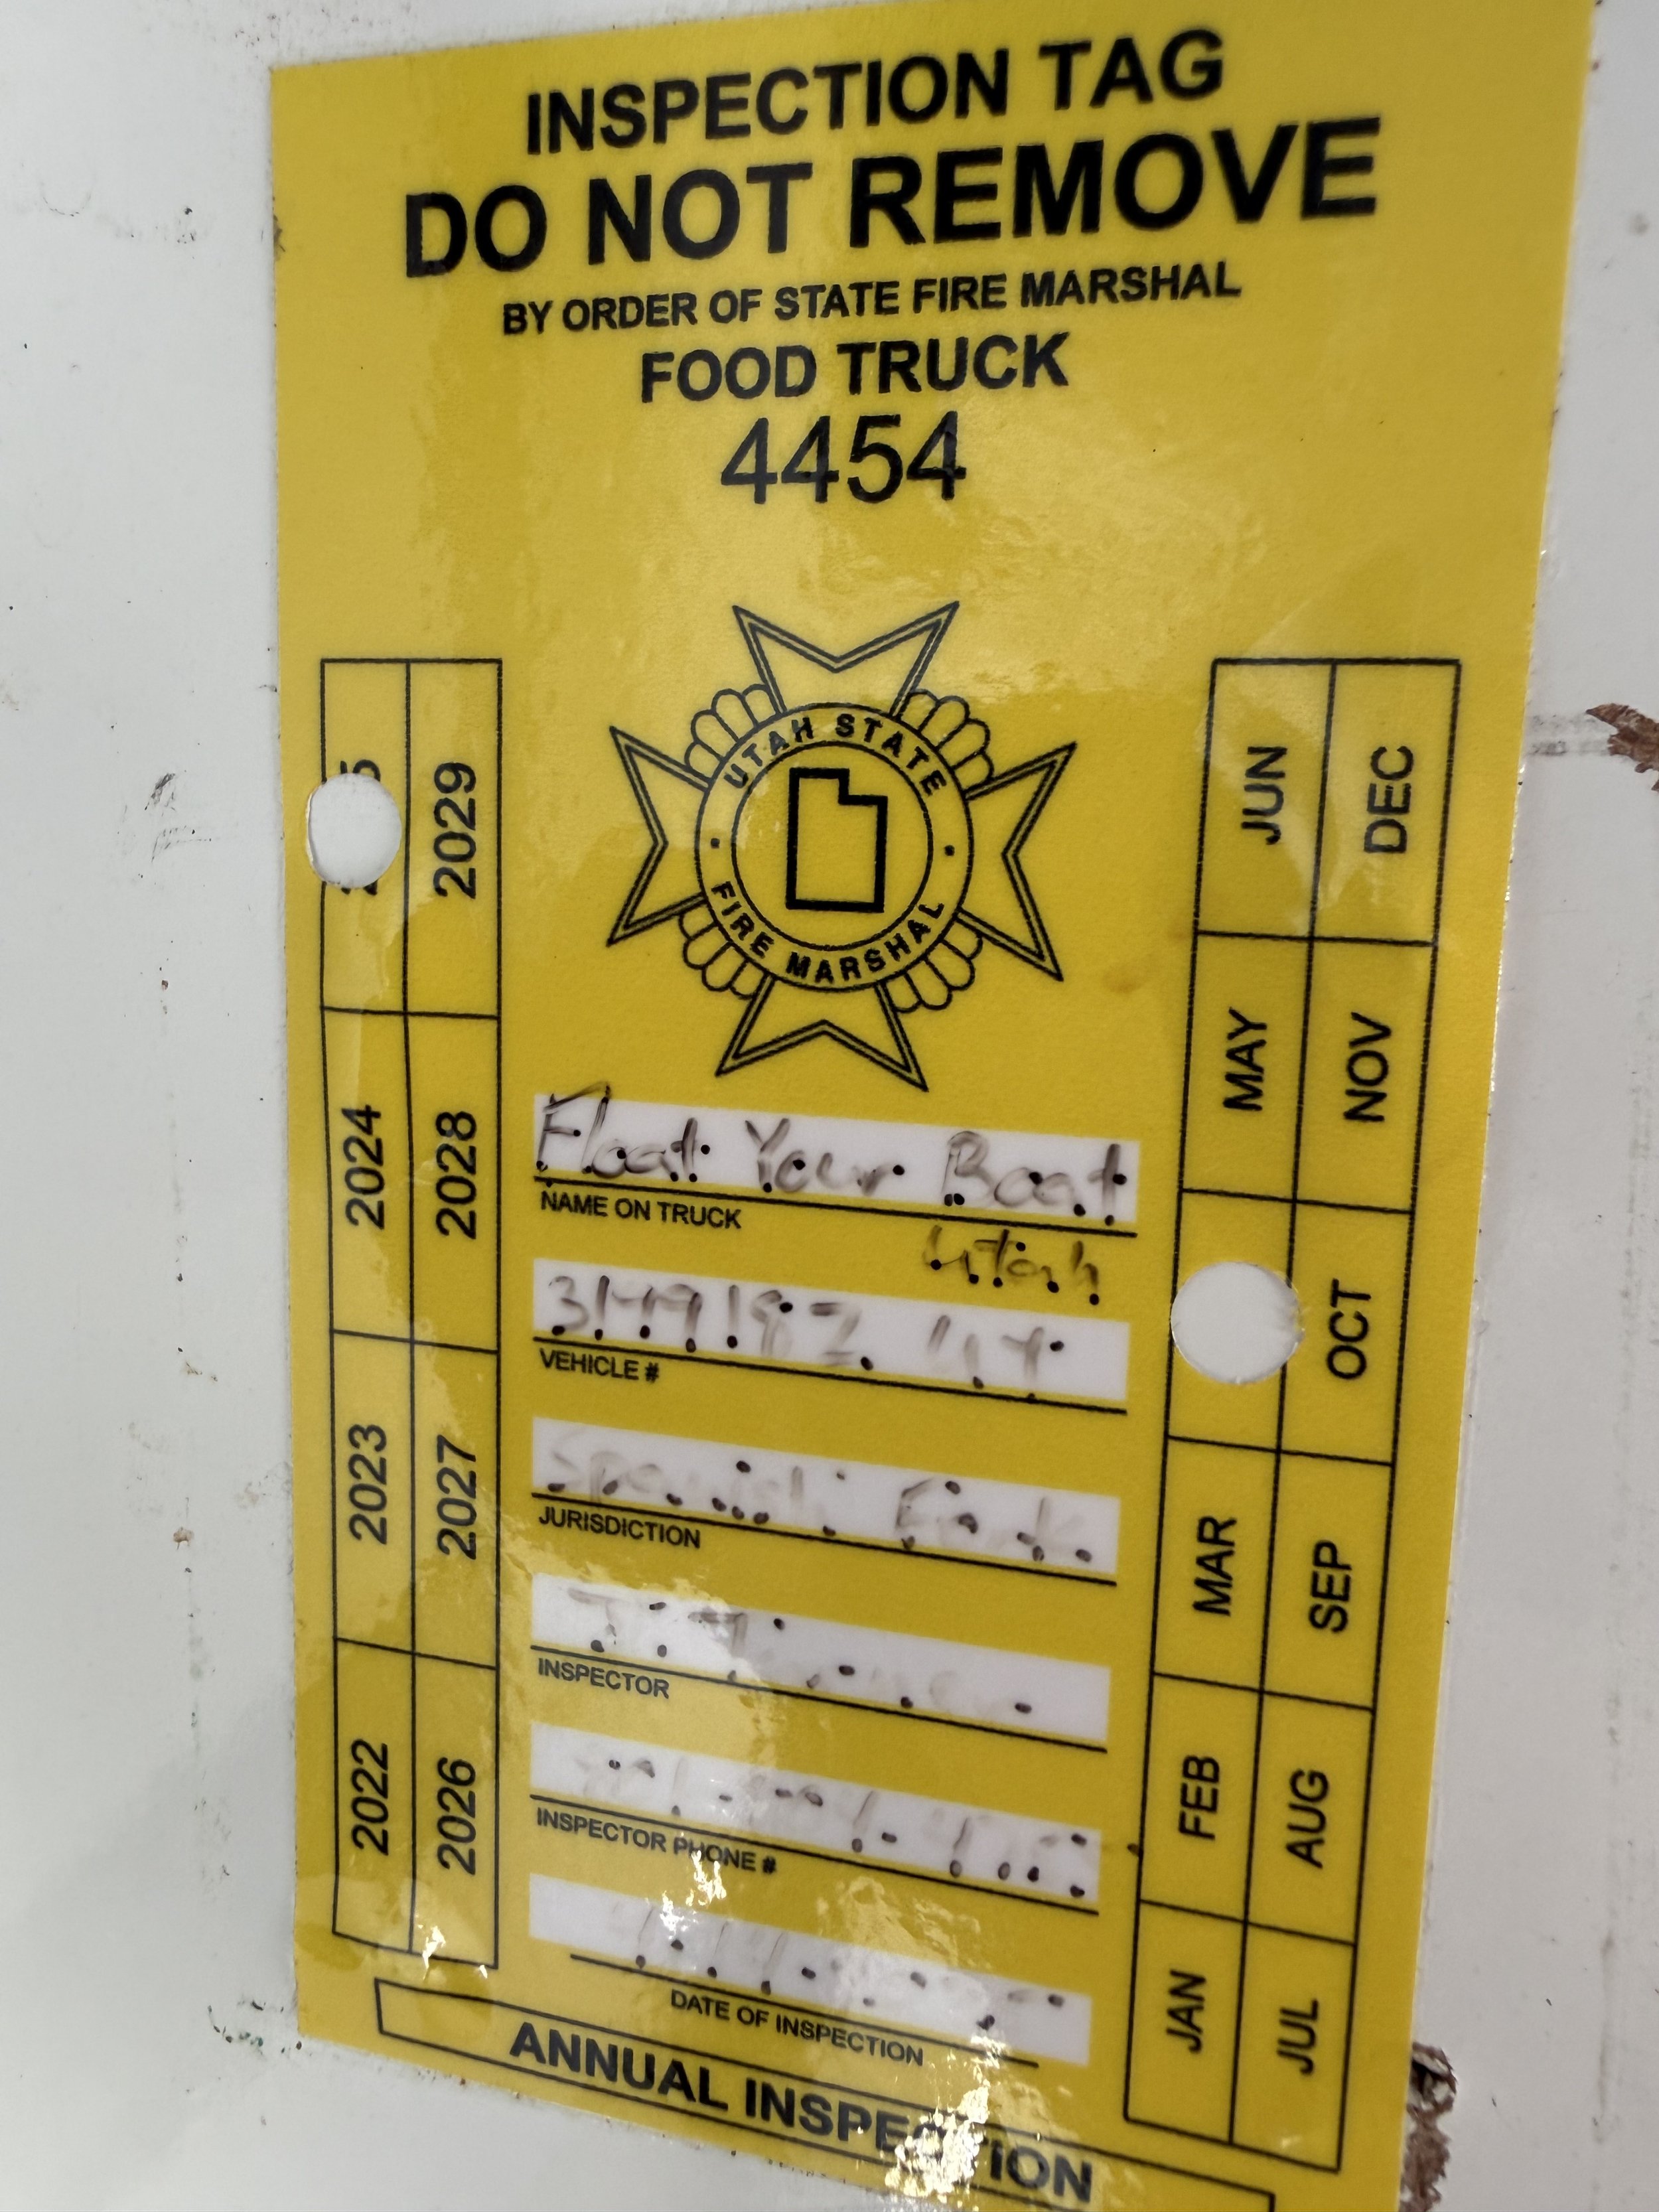 INSPECTION TAG
DO NOT REMOVE
BY ORDER OF STATE FIRE MARSHAL
FOOD TRUCK
4454
UTAH STATE
FIRE MARSHAL
2029
2024
2028
2023
2027
2022
2026
Float Your Boat
NAME ON TRUCK
Utah
VEHICLE #
Spanish Fork
JURISDICTION
INSPECTOR
INSPECTOR PHONE #
DATE OF INSPECTION
JUN
DEC
MAY
NOV
OCT
MAR
SEP
FEB
AUG
JAN
JUL
ANNUAL INSPECTION